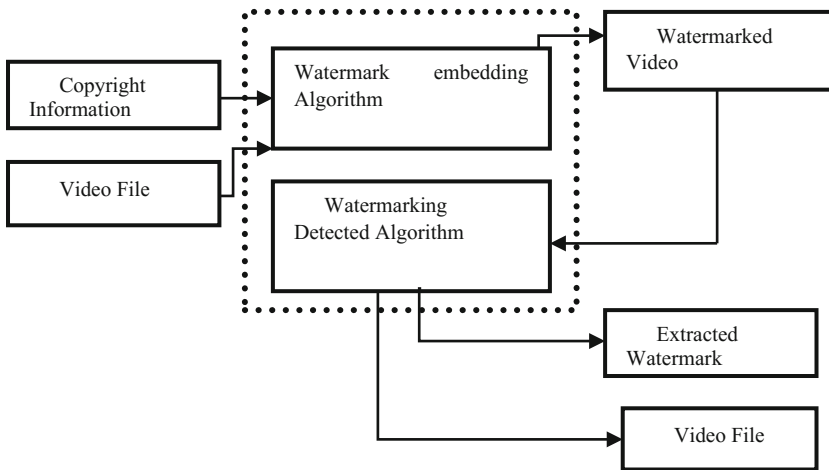 Copyright
Information
Video File
Watermark embedding
Algorithm
Watermarking
Detected Algorithm
Watermarked
Video
Extracted
Watermark
Video File